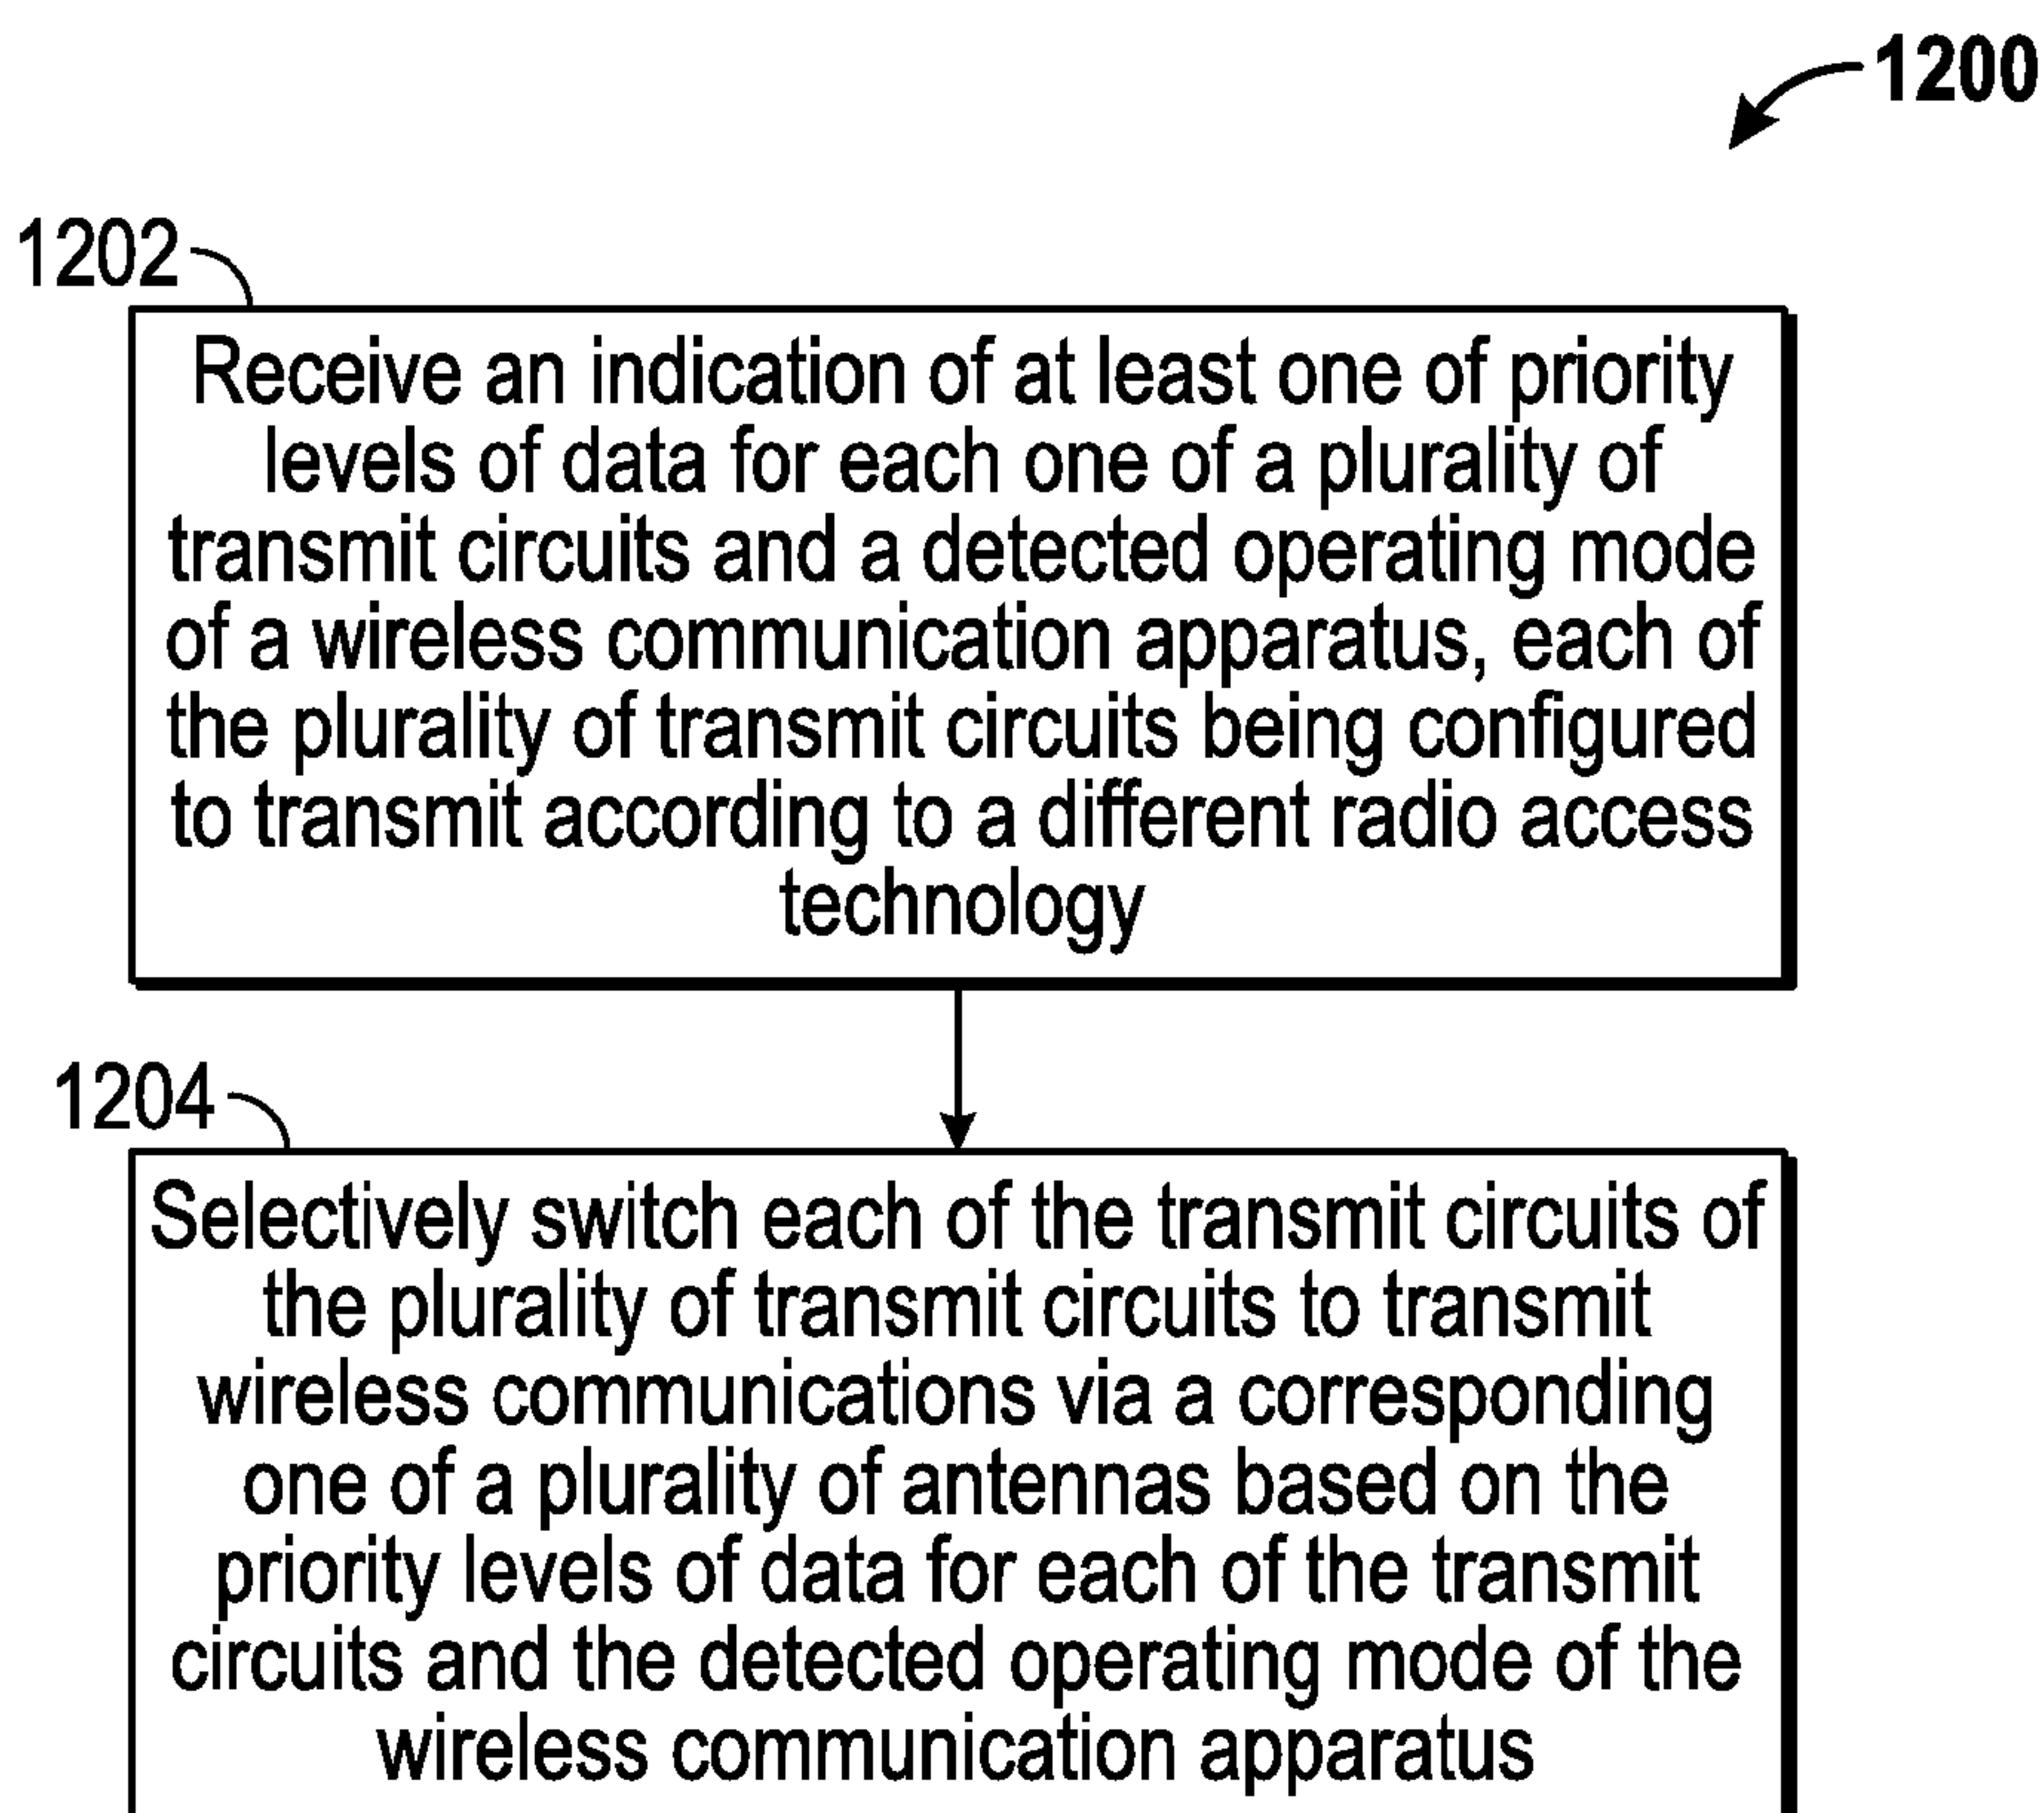 1200
1202
Receive an indication of at least one of priority
levels of data for each one of a plurality of
transmit circuits and a detected operating mode
of a wireless communication apparatus, each of
the plurality of transmit circuits being configured
to transmit according to a different radio access
technology
1204
Selectively switch each of the transmit circuits of
the plurality of transmit circuits to transmit
wireless communications via a corresponding
one of a plurality of antennas based on the
priority levels of data for each of the transmit
circuits and the detected operating mode of the
wireless communication apparatus